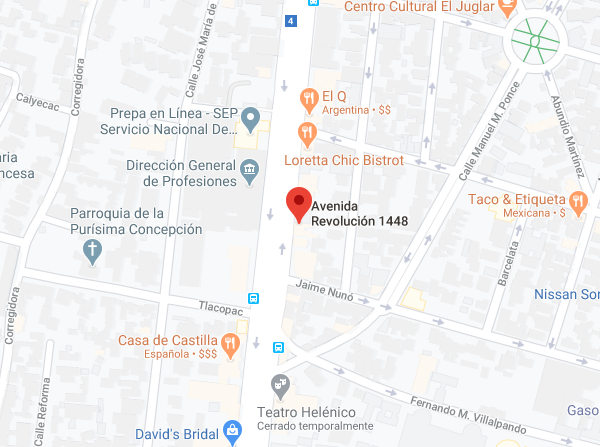 Centro Cultural El Juglar
4
Calle José María de
Calyecac
Corregidora
Prepa en Línea - SEP
Servicio Nacional De...
El Q
Argentina • $$
Loretta Chic Bistrot
Calle Manuel M. Ponce
Abundio Martínez
aria
ncesa
Dirección General
de Profesiones
Avenida
Revolución 1448
Taco & Etiqueta
Mexicana • $
Parroquia de la
Purísima Concepción
Barcelata
Jaime Nunó
Nissan Son
Corregidora
Tlacopac
Casa de Castilla
Española • $$$
Calle Reforma
Teatro Helénico
Cerrado temporalmente
Fernando M. Villalpando
Gaso
David's Bridal